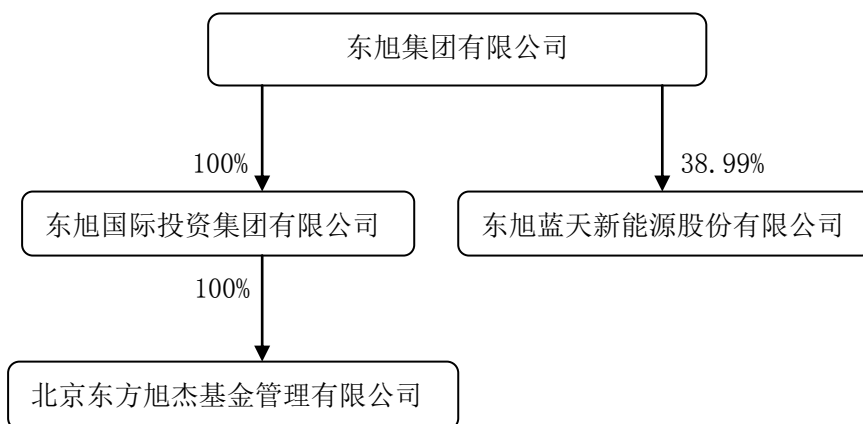 东旭集团有限公司
100%
38.99%
东旭国际投资集团有限公司
东旭蓝天新能源股份有限公司
100%
北京东方旭杰基金管理有限公司